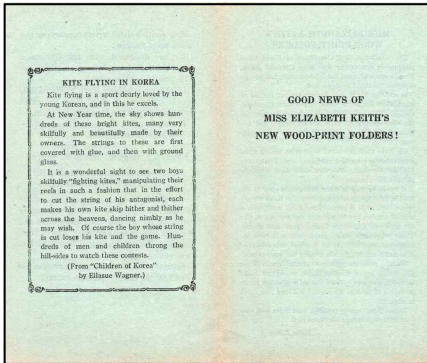 KITE FLYING IN KOREA
Kite flying is a sport dearly loved by the
young Korean, and in this he excels.
At New Year time, the sky shows hun-
dreds of these bright kites, many very
skilfully and beautifully made by their
owners. The strings to these are first
covered with glue, and then with ground
glass.
It is a wonderful sight to see two boys
skilfully "fighting kites," manipulating their
reels in such a fashion that in the effort
to cut the string of his antagonist, each
makes his own kite skip hither and thither
across the heavens, dancing nimbly as he
may wish. Of course the boy whose string
is cut loses his kite and the game. Hun-
dreds of men and children throng the
hill-sides to watch these contests.
(From "Children of Korea"
by Ellasue Wagner.)
GOOD NEWS OF
MISS ELIZABETH KEITH'S
NEW WOOD-PRINT FOLDERS!